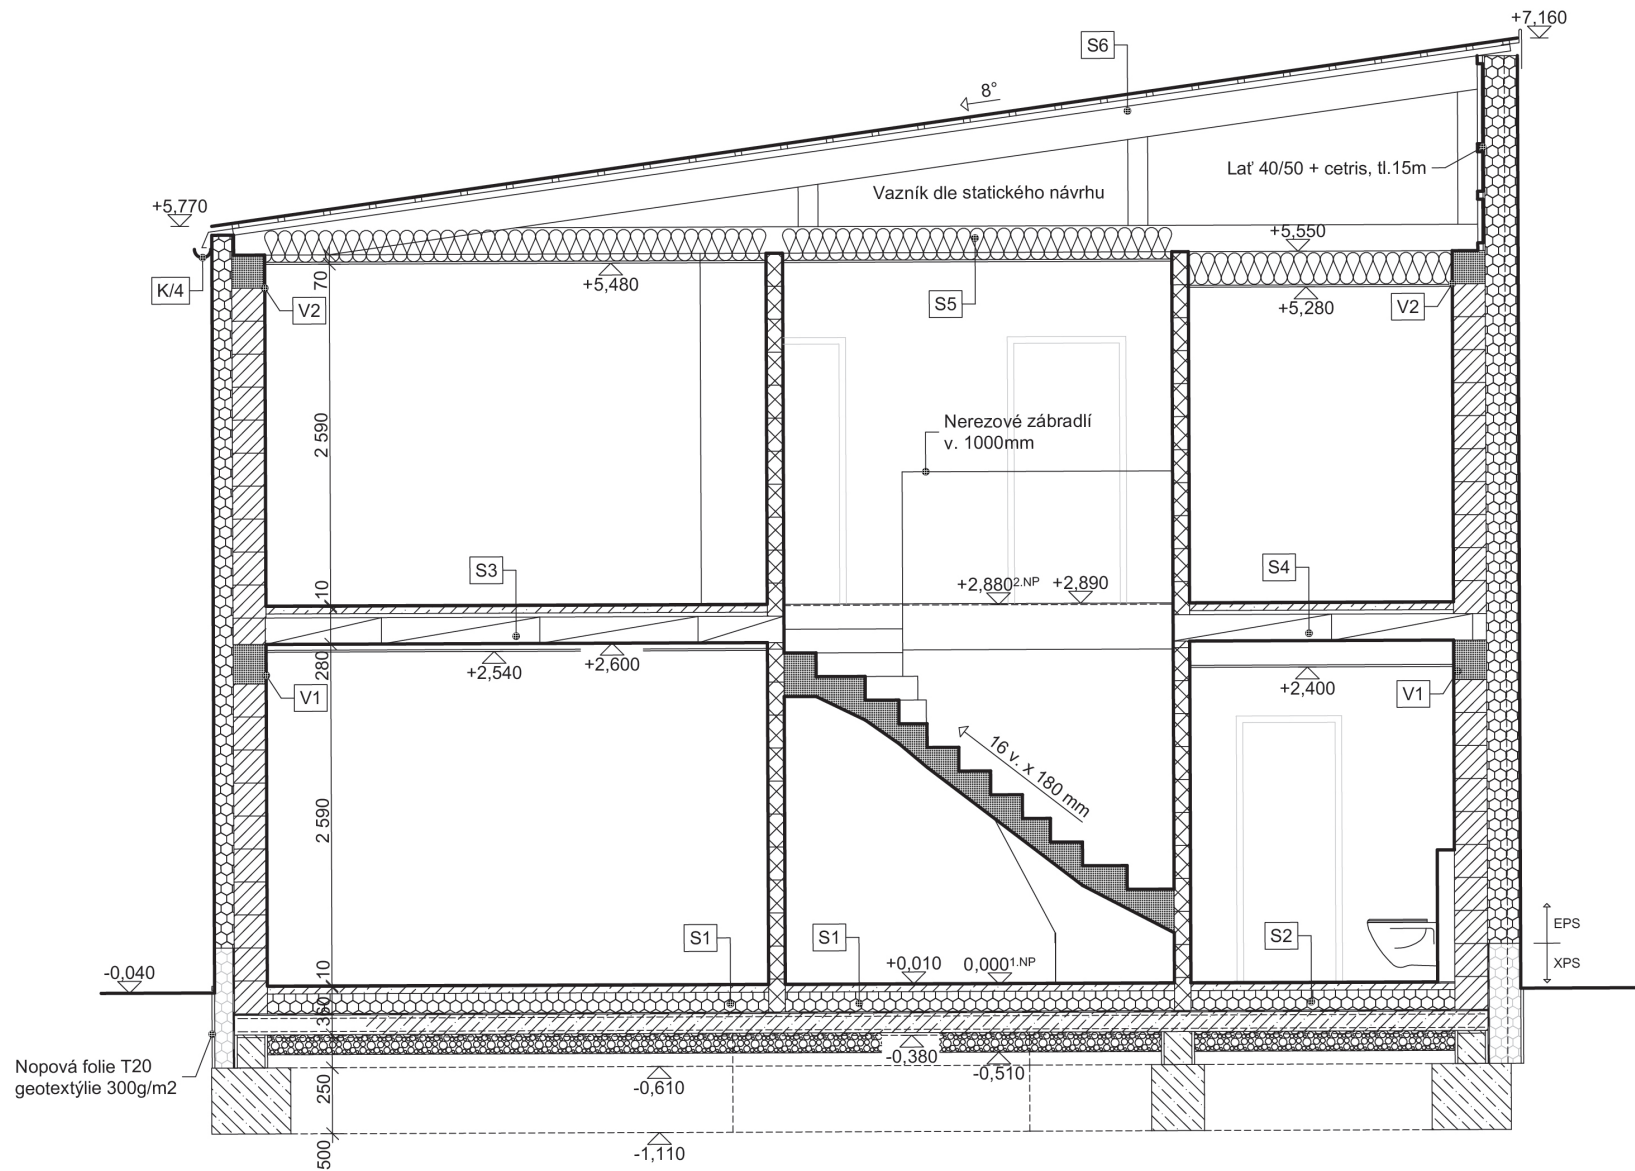 +7,160
S6
8°
Lať 40/50 + cetris, tl.15m
Vazník dle statického návrhu
+5,770
+5,550
K/4
70
+5,480
S5
+5,280
V2
V2
2 590
Nerezové zábradlí
v. 1000mm
S3
S4
10
+2,880 2.NP
+2,890
280
+2,540
+2,600
+2,400
V1
V1
16 v. x 180 mm
2 590
EPS
XPS
S1
S1
S2
-0,040
10
+0,010
0,000 1.NP
360
-0,380
-0,510
Nopová folie T20
geotextýlie 300g/m2
250
-0,610
500
-1,110